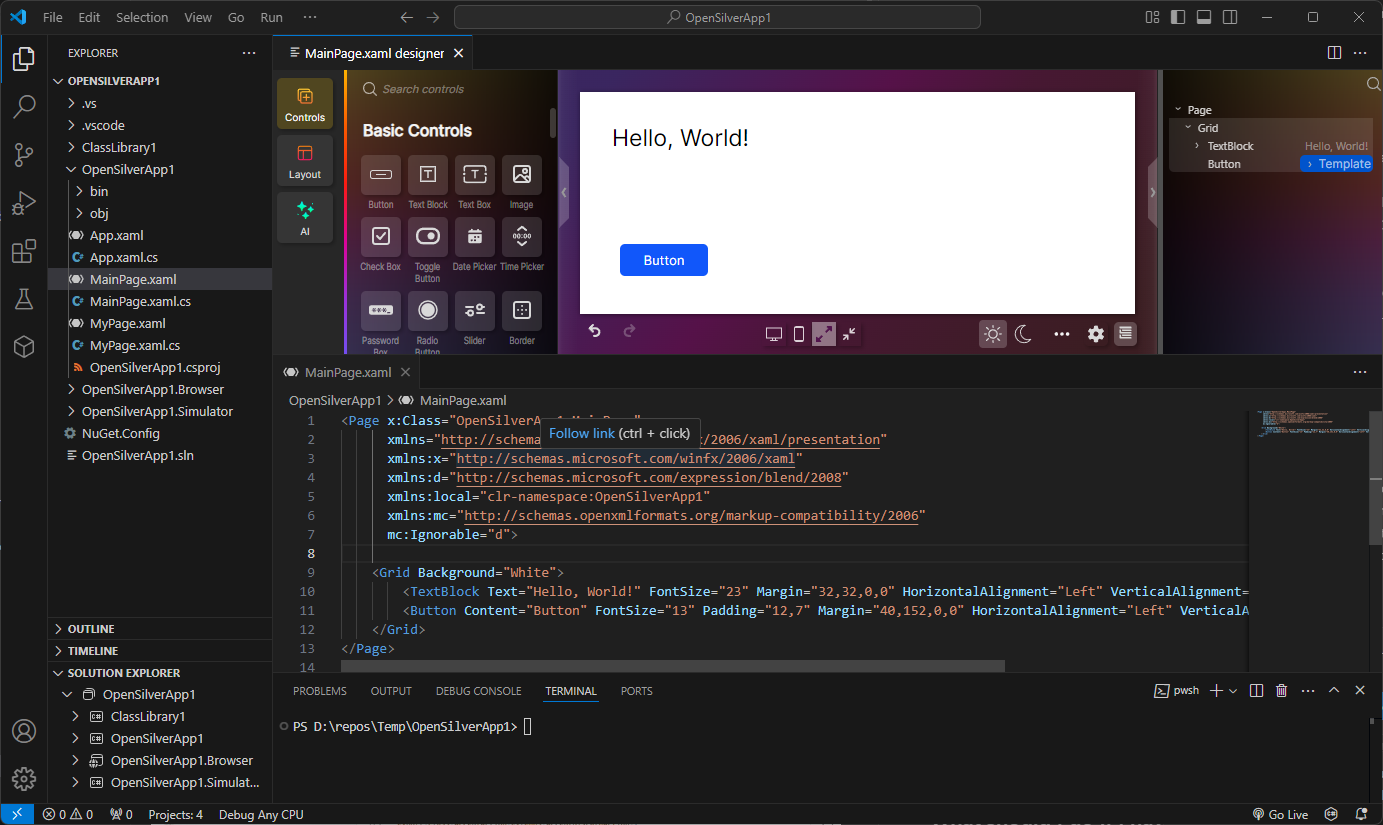 File Edit Selection View Go Run ···
OpenSilverApp1
EXPLORER
OPENSILVERAPP1
.vs
.vscode
ClassLibrary1
OpenSilverApp1
bin
obj
App.xaml
App.xaml.cs
MainPage.xaml
MainPage.xaml.cs
MyPage.xaml
MyPage.xaml.cs
OpenSilverApp1.csproj
OpenSilverApp1.Browser
OpenSilverApp1.Simulator
NuGet.Config
OpenSilverApp1.sln
OUTLINE
TIMELINE
SOLUTION EXPLORER
OpenSilverApp1
ClassLibrary1
OpenSilverApp1
OpenSilverApp1.Browser
OpenSilverApp1.Simulat...
MainPage.xaml designer
Controls
Layout
AI
Search controls
Basic Controls
Button Text Block Text Box Image
Check Box Toggle Button Date Picker Time Picker
00:00
Password Box Radio Button Slider Border
Hello, World!
Button
Page
Grid
TextBlock Hello, World!
Button Template
MainPage.xaml
OpenSilverApp1 > MainPage.xaml
1 <Page x:Class="OpenSilverA
2 xmlns="http://schema /2006/xaml/presentation"
Follow link (ctrl + click)
3 xmlns:x="http://schemas.microsoft.com/winfx/2006/xaml"
4 xmlns:d="http://schemas.microsoft.com/expression/blend/2008"
5 xmlns:local="clr-namespace:OpenSilverApp1"
6 xmlns:mc="http://schemas.openxmlformats.org/markup-compatibility/2006"
7 mc:Ignorable="d">
8
9 <Grid Background="White">
10 <TextBlock Text="Hello, World!" FontSize="23" Margin="32,32,0,0" HorizontalAlignment="Left" VerticalAlignment=
11 <Button Content="Button" FontSize="13" Padding="12,7" Margin="40,152,0,0" HorizontalAlignment="Left" VerticalA
12 </Grid>
13 </Page>
14
PROBLEMS OUTPUT DEBUG CONSOLE TERMINAL PORTS
pwsh
PS D:\repos\Temp\OpenSilverApp1>
0 0 0 Projects: 4 Debug Any CPU
Go Live